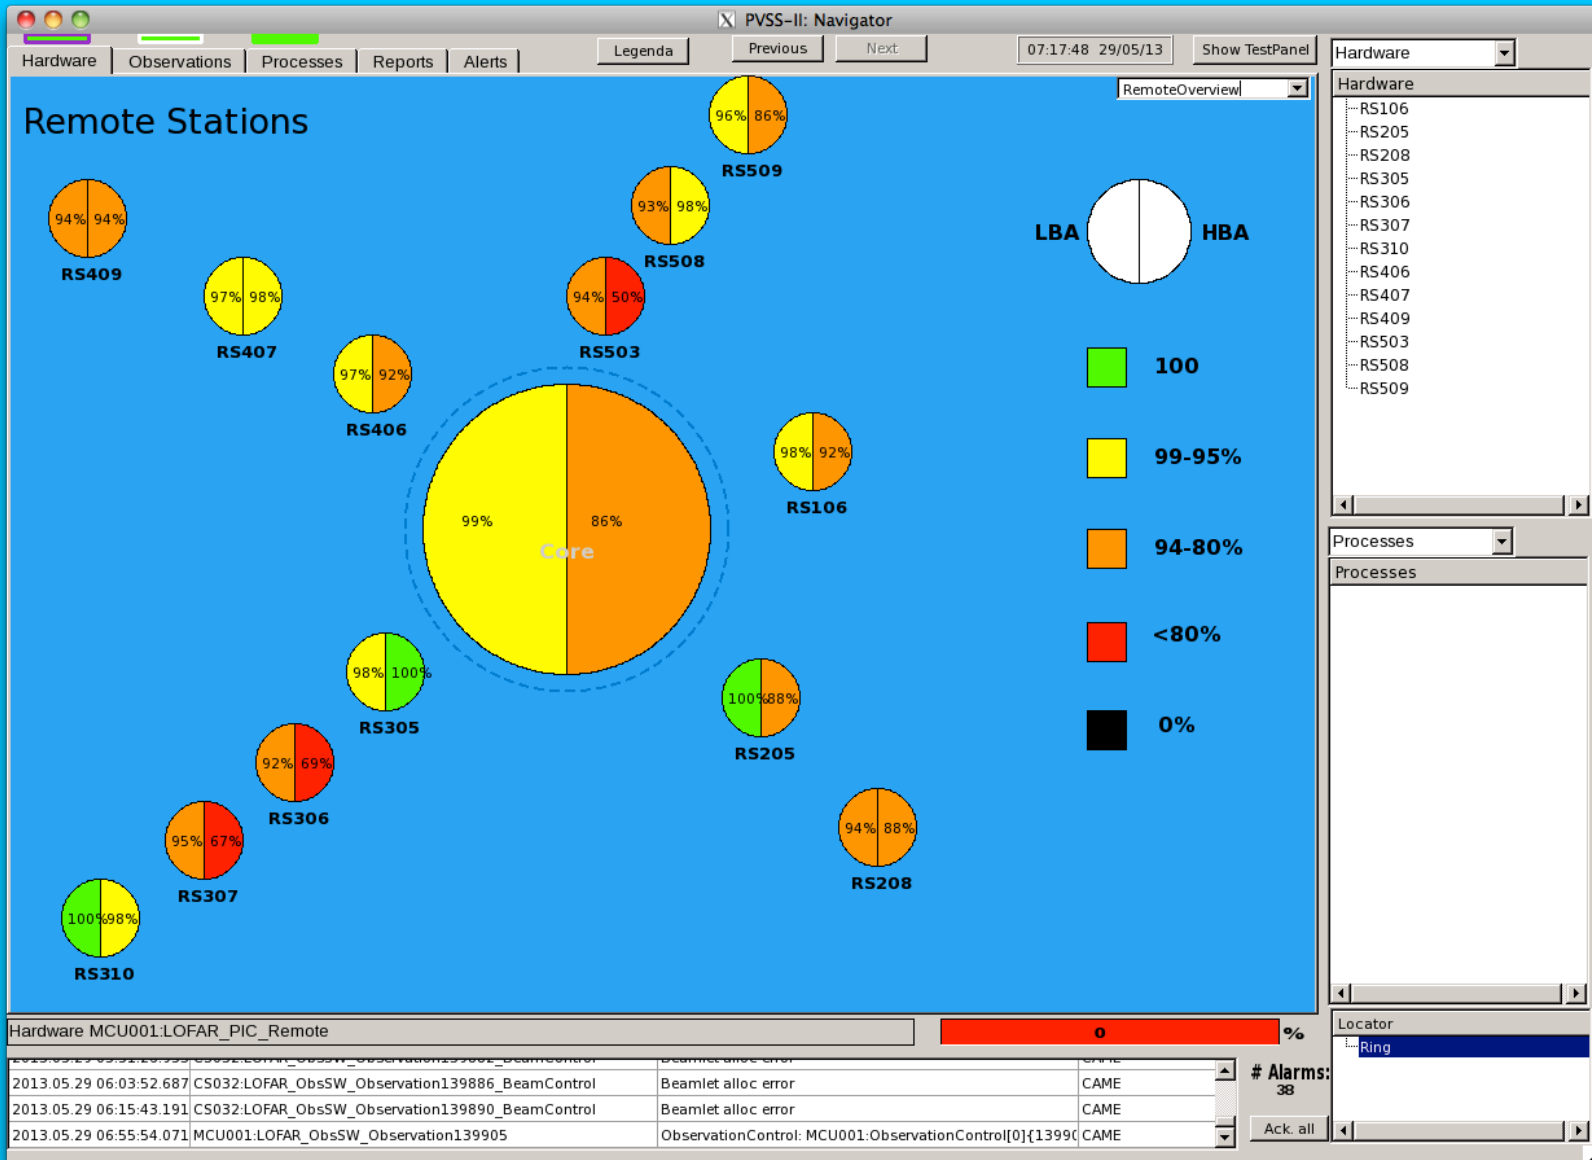 PVSS-II: Navigator
Hardware
Observations
Processes
Reports
Alerts
Legenda
Previous
Next
07:17:48 29/05/13
Show TestPanel
Remote Stations
RemoteOverview
96% 86%
RS509
93% 98%
RS508
94% 94%
RS409
97% 98%
RS407
94% 50%
RS503
97% 92%
RS406
98% 92%
RS106
99% 86%
Core
98% 100%
RS305
100% 88%
RS205
92% 69%
RS306
95% 67%
RS307
94% 88%
RS208
100% 98%
RS310
LBA HBA
100
99-95%
94-80%
<80%
0%
Hardware
Hardware
RS106
RS205
RS208
RS305
RS306
RS307
RS310
RS406
RS407
RS409
RS503
RS508
RS509
Processes
Processes
Locator
Ring
Hardware MCU001:LOFAR_PIC_Remote
0 %
2013.05.29 06:03:52.687 CS032:LOFAR_ObsSW_Observation139886_BeamControl Beamlet alloc error CAME
2013.05.29 06:15:43.191 CS032:LOFAR_ObsSW_Observation139890_BeamControl Beamlet alloc error CAME
2013.05.29 06:55:54.071 MCU001:LOFAR_ObsSW_Observation139905 ObservationControl: MCU001:ObservationControl[0]{1399 CAME
# Alarms:
38
Ack. all